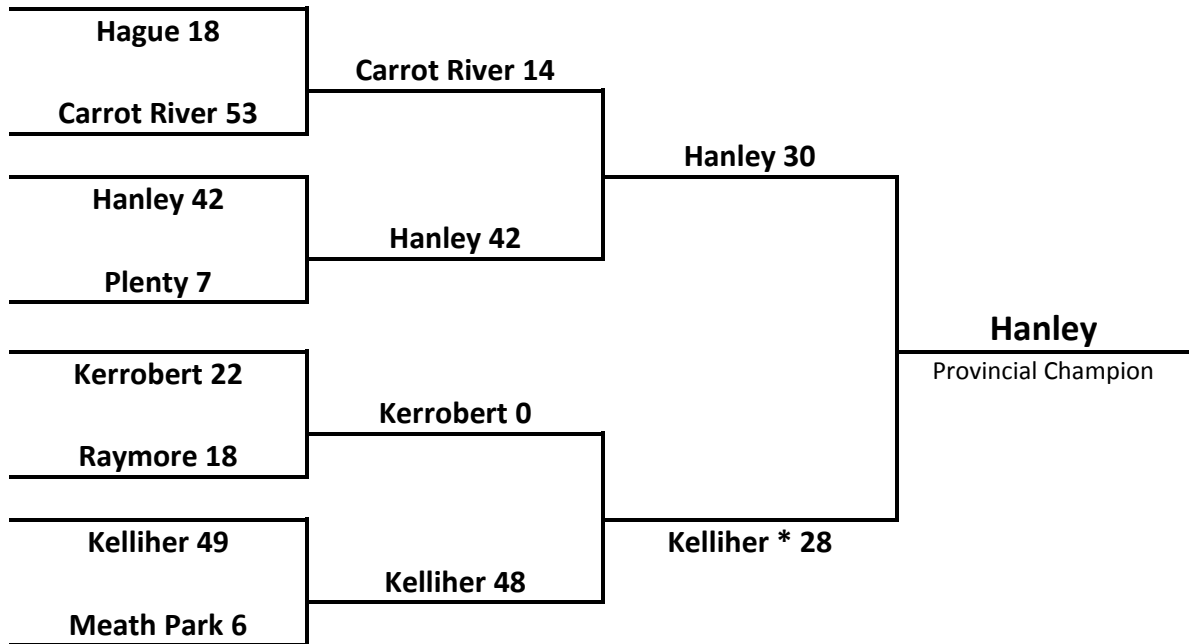 Hague 18
Carrot River 53
Hanley 42
Plenty 7
Kerrobert 22
Raymore 18
Kelliher 49
Meath Park 6
Carrot River 14
Hanley 42
Kerrobert 0
Kelliher 48
Hanley 30
Kelliher * 28
Hanley
Provincial Champion